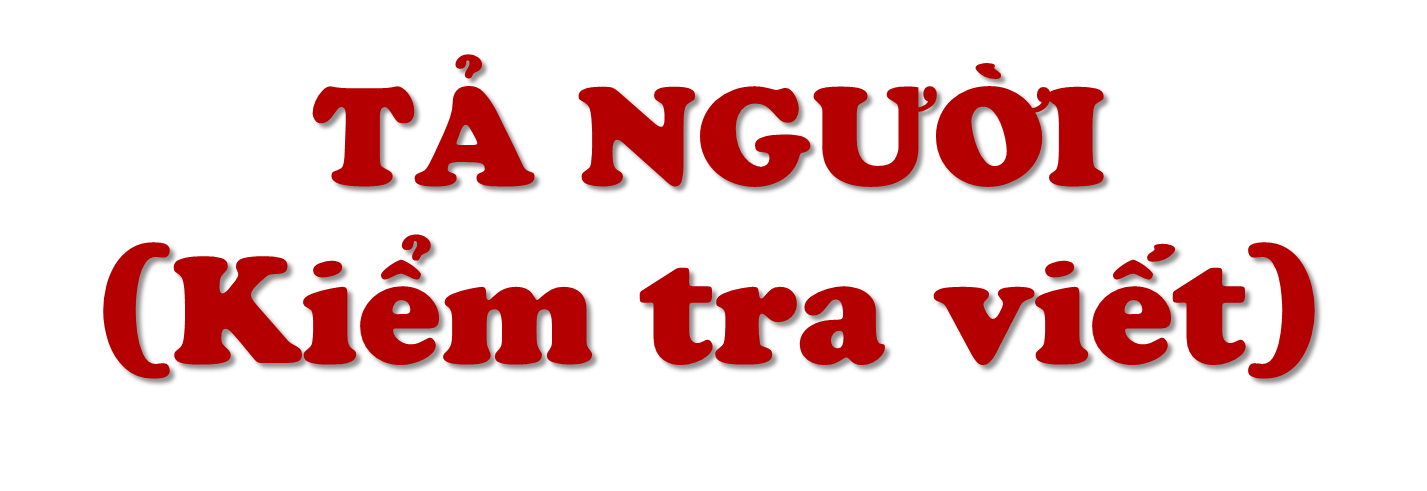 TẢ NGƯỜI
(Kiểm tra viết)